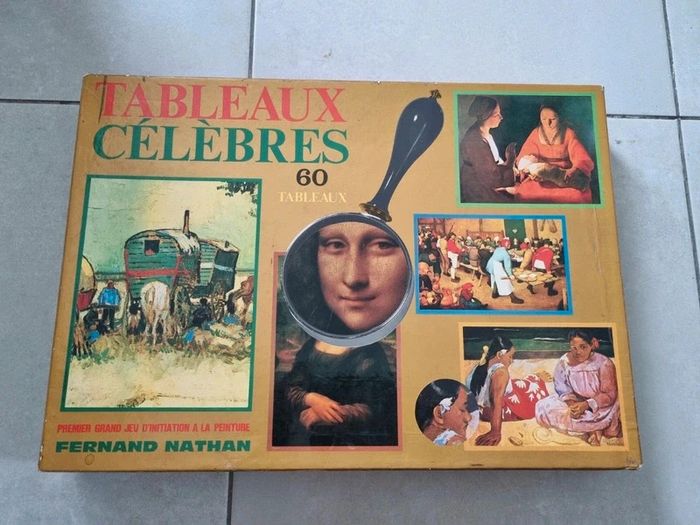 TABLEAUX
CÉLÈBRES
60
TABLEAUX
PREMIER GRAND JEU D'INITIATION A LA PEINTURE
FERNAND NATHAN